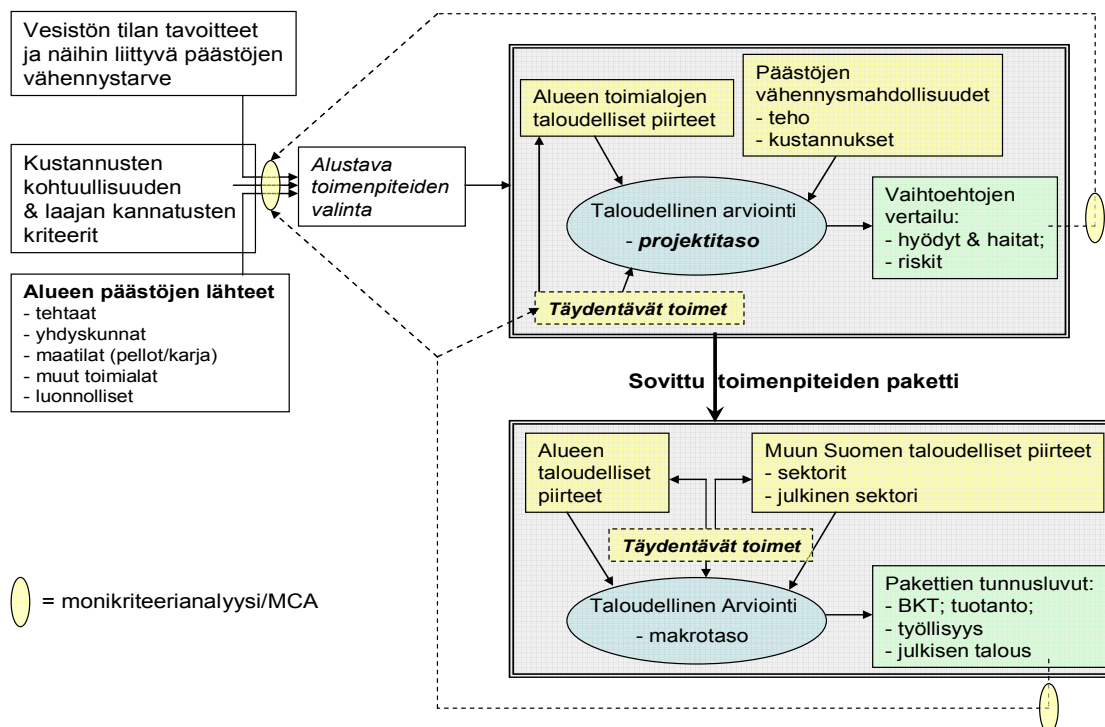 Vesistön tilan tavoitteet
ja näihin liittyvä päästöjen
vähennystarve
Kustannusten
kohtuullisuuden
& laajan kannatusten
kriteerit
Alueen päästöjen lähteet
- tehtaat
- yhdyskunnat
- maatilat (pellot/karja)
- muut toimialat
- luonnolliset
Alustava
toimenpiteiden
valinta
Alueen toimialojen
taloudelliset piirteet
Päästöjen
vähennysmahdollisuudet
- teho
- kustannukset
Taloudellinen arviointi
- projektitaso
Vaihtoehtojen
vertailu:
- hyödyt & haitat;
- riskit
Täydentävät toimet
Sovittu toimenpiteiden paketti
Alueen
taloudelliset
piirteet
Muun Suomen taloudelliset piirteet
- sektorit
- julkinen sektori
Täydentävät toimet
Taloudellinen Arviointi
- makrotaso
Pakettien tunnusluvut:
- BKT; tuotanto;
- työllisyys
- julkisen talous
= monikriteerianalyysi/MCA